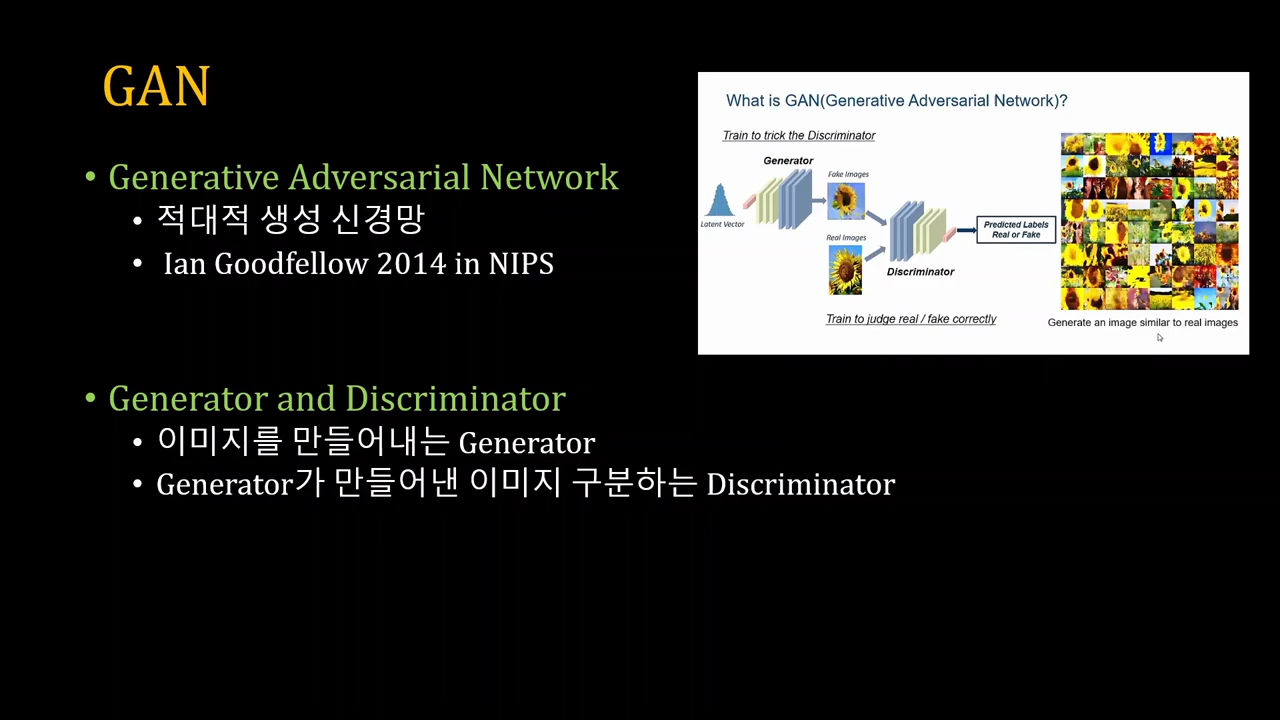 GAN
• Generative Adversarial Network
• 적대적 생성 신경망
• Ian Goodfellow 2014 in NIPS
• Generator and Discriminator
• 이미지를 만들어내는 Generator
• Generator가 만들어낸 이미지 구분하는 Discriminator
What is GAN(Generative Adversarial Network)?
Train to trick the Discriminator
Generator
Fake Images
Latent Vector
Real Images
Discriminator
Predicted Labels
Real or Fake
Train to judge real / fake correctly
Generate an image similar to real images